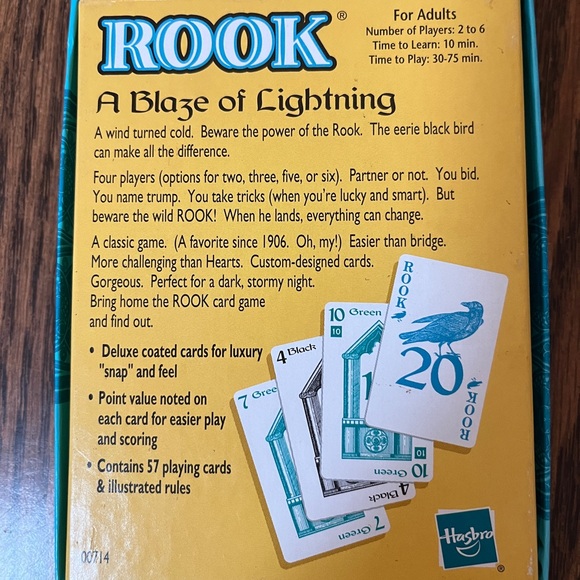 ROOK®
For Adults
Number of Players: 2 to 6
Time to Learn: 10 min.
Time to Play: 30-75 min.
A Blaze of Lightning
A wind turned cold. Beware the power of the Rook. The eerie black bird
can make all the difference.
Four players (options for two, three, five, or six). Partner or not. You bid.
You name trump. You take tricks (when you're lucky and smart). But
beware the wild ROOK! When he lands, everything can change.
A classic game. (A favorite since 1906. Oh, my!) Easier than bridge.
More challenging than Hearts. Custom-designed cards.
Gorgeous. Perfect for a dark, stormy night.
Bring home the ROOK card game
and find out.
• Deluxe coated cards for luxury
"snap" and feel
• Point value noted on
each card for easier play
and scoring
• Contains 57 playing cards
& illustrated rules
7 Gree
4 Black
10 Green
10
1
ROOK
20
ROOK
10
10 Green
4 Black
7 Green
00714
Hasbro
®